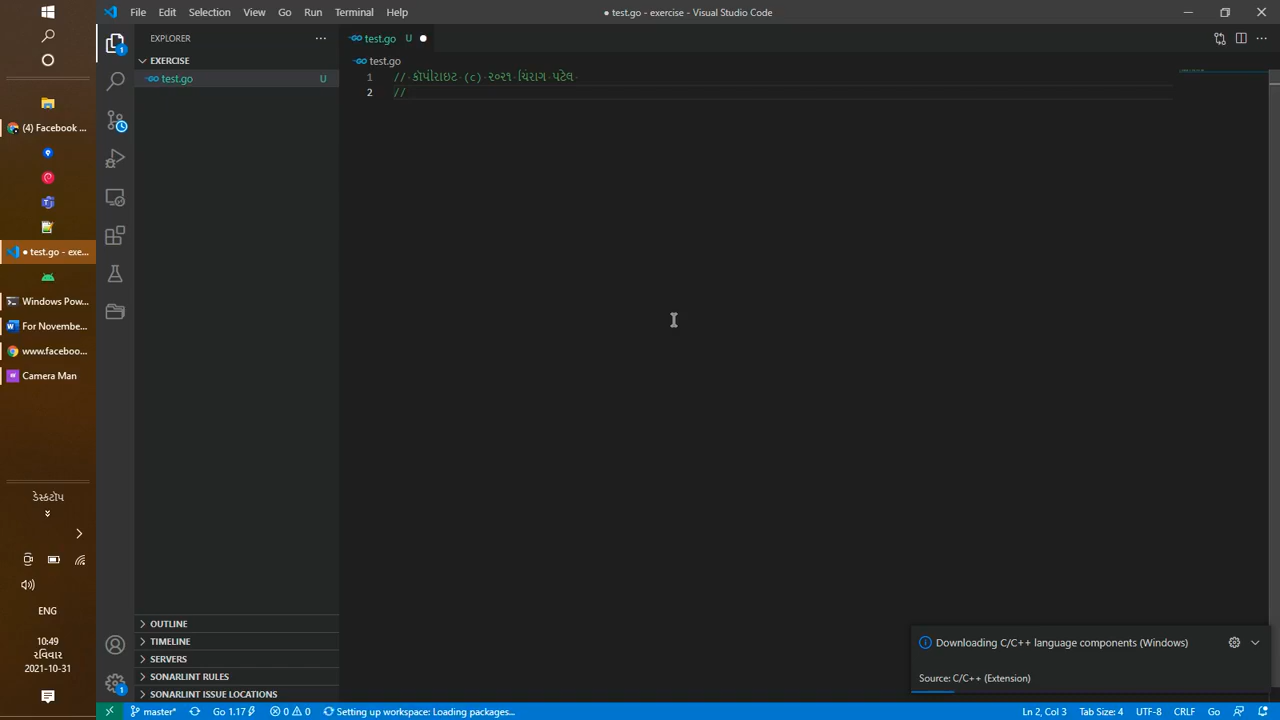 File Edit Selection View Go Run Terminal Help
● test.go - exercise - Visual Studio Code
EXPLORER
EXERCISE
test.go U
test.go U
test.go
1 // કોપીરાઇટ (c) ૨૦૨૧ ચિરાગ પટેલ
2 //
(4) Facebook ...
● test.go - exe...
Windows Pow...
For Novembe...
www.faceboo...
Camera Man
ડેસ્કટોપ
ENG
10:49
રવિવાર
2021-10-31
OUTLINE
TIMELINE
SERVERS
SONARLINT RULES
SONARLINT ISSUE LOCATIONS
Downloading C/C++ language components (Windows)
Source: C/C++ (Extension)
master* Go 1.17 0 0 Setting up workspace: Loading packages... Ln 2, Col 3 Tab Size: 4 UTF-8 CRLF Go